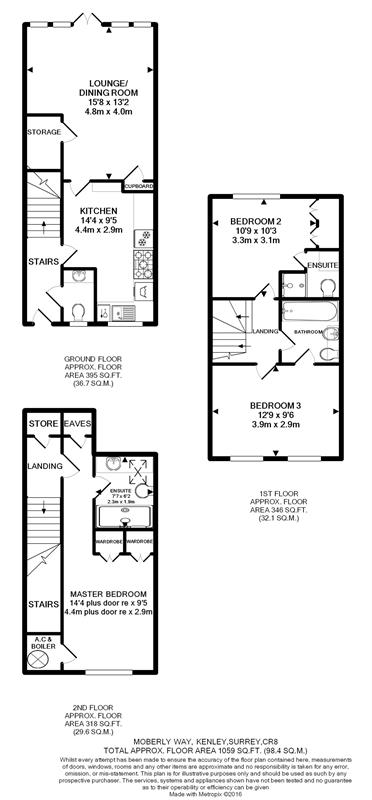 LOUNGE/
DINING ROOM
15'8 x 13'2
4.8m x 4.0m
STORAGE
CUPBOARD
KITCHEN
14'4 x 9'5
4.4m x 2.9m
STAIRS
GROUND FLOOR
APPROX. FLOOR
AREA 395 SQ.FT.
(36.7 SQ.M.)
BEDROOM 2
10'9 x 10'3
3.3m x 3.1m
ENSUITE
LANDING
BATHROOM
BEDROOM 3
12'9 x 9'6
3.9m x 2.9m
1ST FLOOR
APPROX. FLOOR
AREA 346 SQ.FT.
(32.1 SQ.M.)
STORE
EAVES
LANDING
ENSUITE
7'7 x 6'2
2.3m x 1.9m
WARDROBE
WARDROBE
MASTER BEDROOM
14'4 plus door re x 9'5
4.4m plus door re x 2.9m
STAIRS
A.C &
BOILER
2ND FLOOR
APPROX. FLOOR
AREA 318 SQ.FT.
(29.6 SQ.M.)
MOBERLY WAY, KENLEY,SURREY,CR8
TOTAL APPROX. FLOOR AREA 1059 SQ.FT. (98.4 SQ.M.)
Whilst every attempt has been made to ensure the accuracy of the floor plan contained here, measurements
of doors, windows, rooms and any other items are approximate and no responsibility is taken for any error,
omission, or mis-statement. This plan is for illustrative purposes only and should be used as such by any
prospective purchaser. The services, systems and appliances shown have not been tested and no guarantee
as to their operability or efficiency can be given
Made with Metropix ©2016